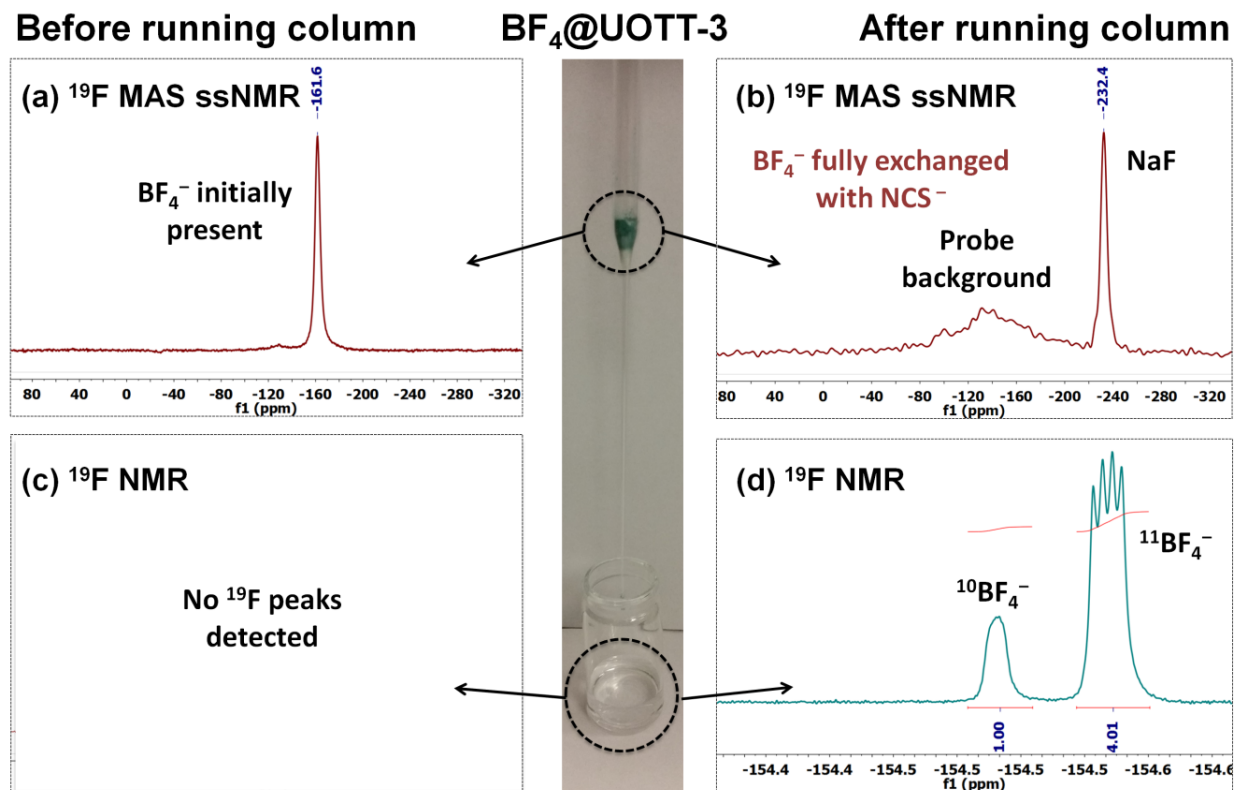 Before running column
BF₄@UOTT-3
After running column
(a) ¹⁹F MAS ssNMR
-161.6
BF₄⁻ initially
present
80 40 0 -40 -80 -120 -160 -200 -240 -280 -320
f1 (ppm)
(b) ¹⁹F MAS ssNMR
-232.4
BF₄⁻ fully exchanged
with NCS⁻
NaF
Probe
background
80 40 0 -40 -80 -120 -160 -200 -240 -280 -320
f1 (ppm)
(c) ¹⁹F NMR
No ¹⁹F peaks
detected
(d) ¹⁹F NMR
¹¹BF₄⁻
¹⁰BF₄⁻
1.00
4.01
-154.4 -154.4 -154.5 -154.5 -154.5 -154.5 -154.6 -154.6
f1 (ppm)